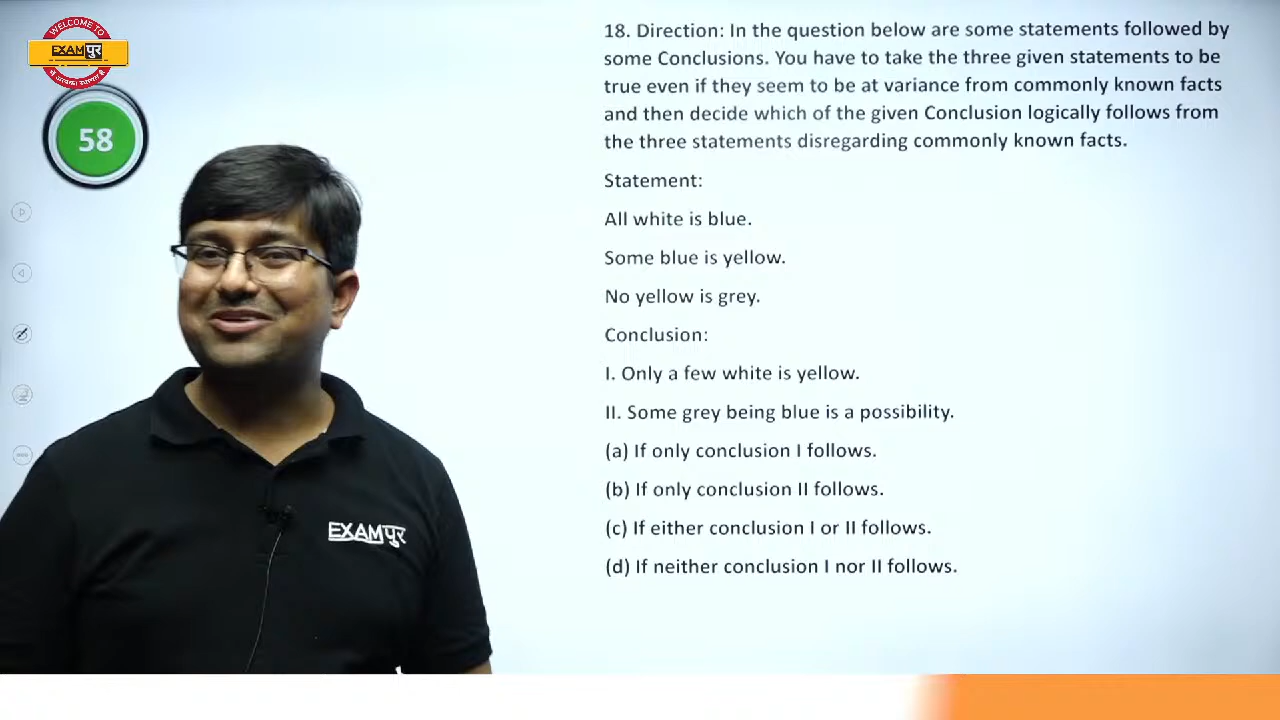 WELCOME TO
EXAMপুর
58
18. Direction: In the question below are some statements followed by
some Conclusions. You have to take the three given statements to be
true even if they seem to be at variance from commonly known facts
and then decide which of the given Conclusion logically follows from
the three statements disregarding commonly known facts.
Statement:
All white is blue.
Some blue is yellow.
No yellow is grey.
Conclusion:
I. Only a few white is yellow.
II. Some grey being blue is a possibility.
(a) If only conclusion I follows.
(b) If only conclusion II follows.
(c) If either conclusion I or II follows.
(d) If neither conclusion I nor II follows.
EXAMपुर